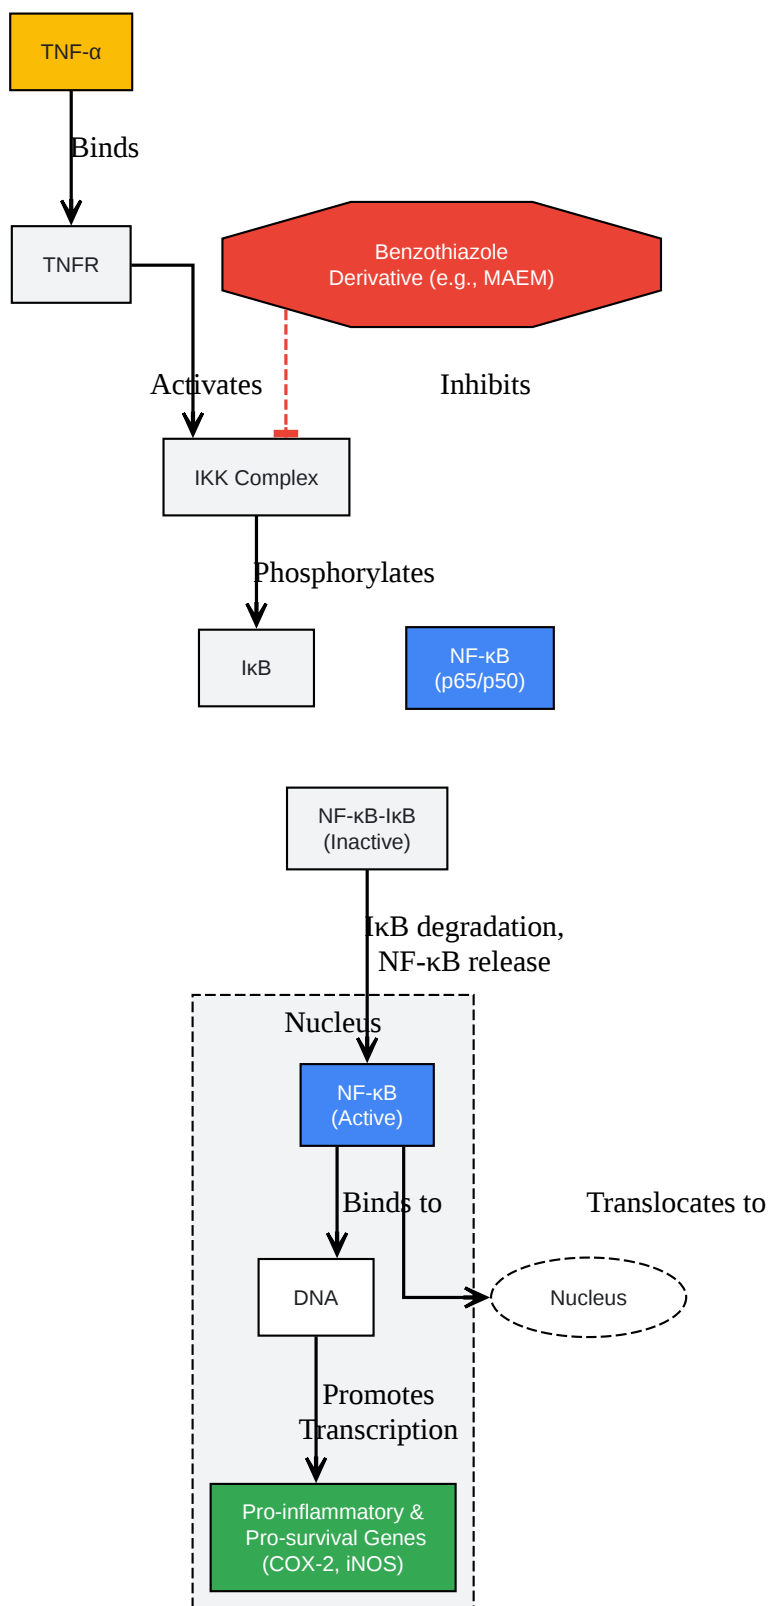 TNF-α
Binds
TNFR
Benzothiazole
Derivative (e.g., MAEM)
Activates
Inhibits
IKK Complex
Phosphorylates
IκB
NF-κB
(p65/p50)
NF-κB-IκB
(Inactive)
IκB degradation,
NF-κB release
Nucleus
NF-κB
(Active)
Binds to
Translocates to
DNA
Nucleus
Promotes
Transcription
Pro-inflammatory &
Pro-survival Genes
(COX-2, iNOS)